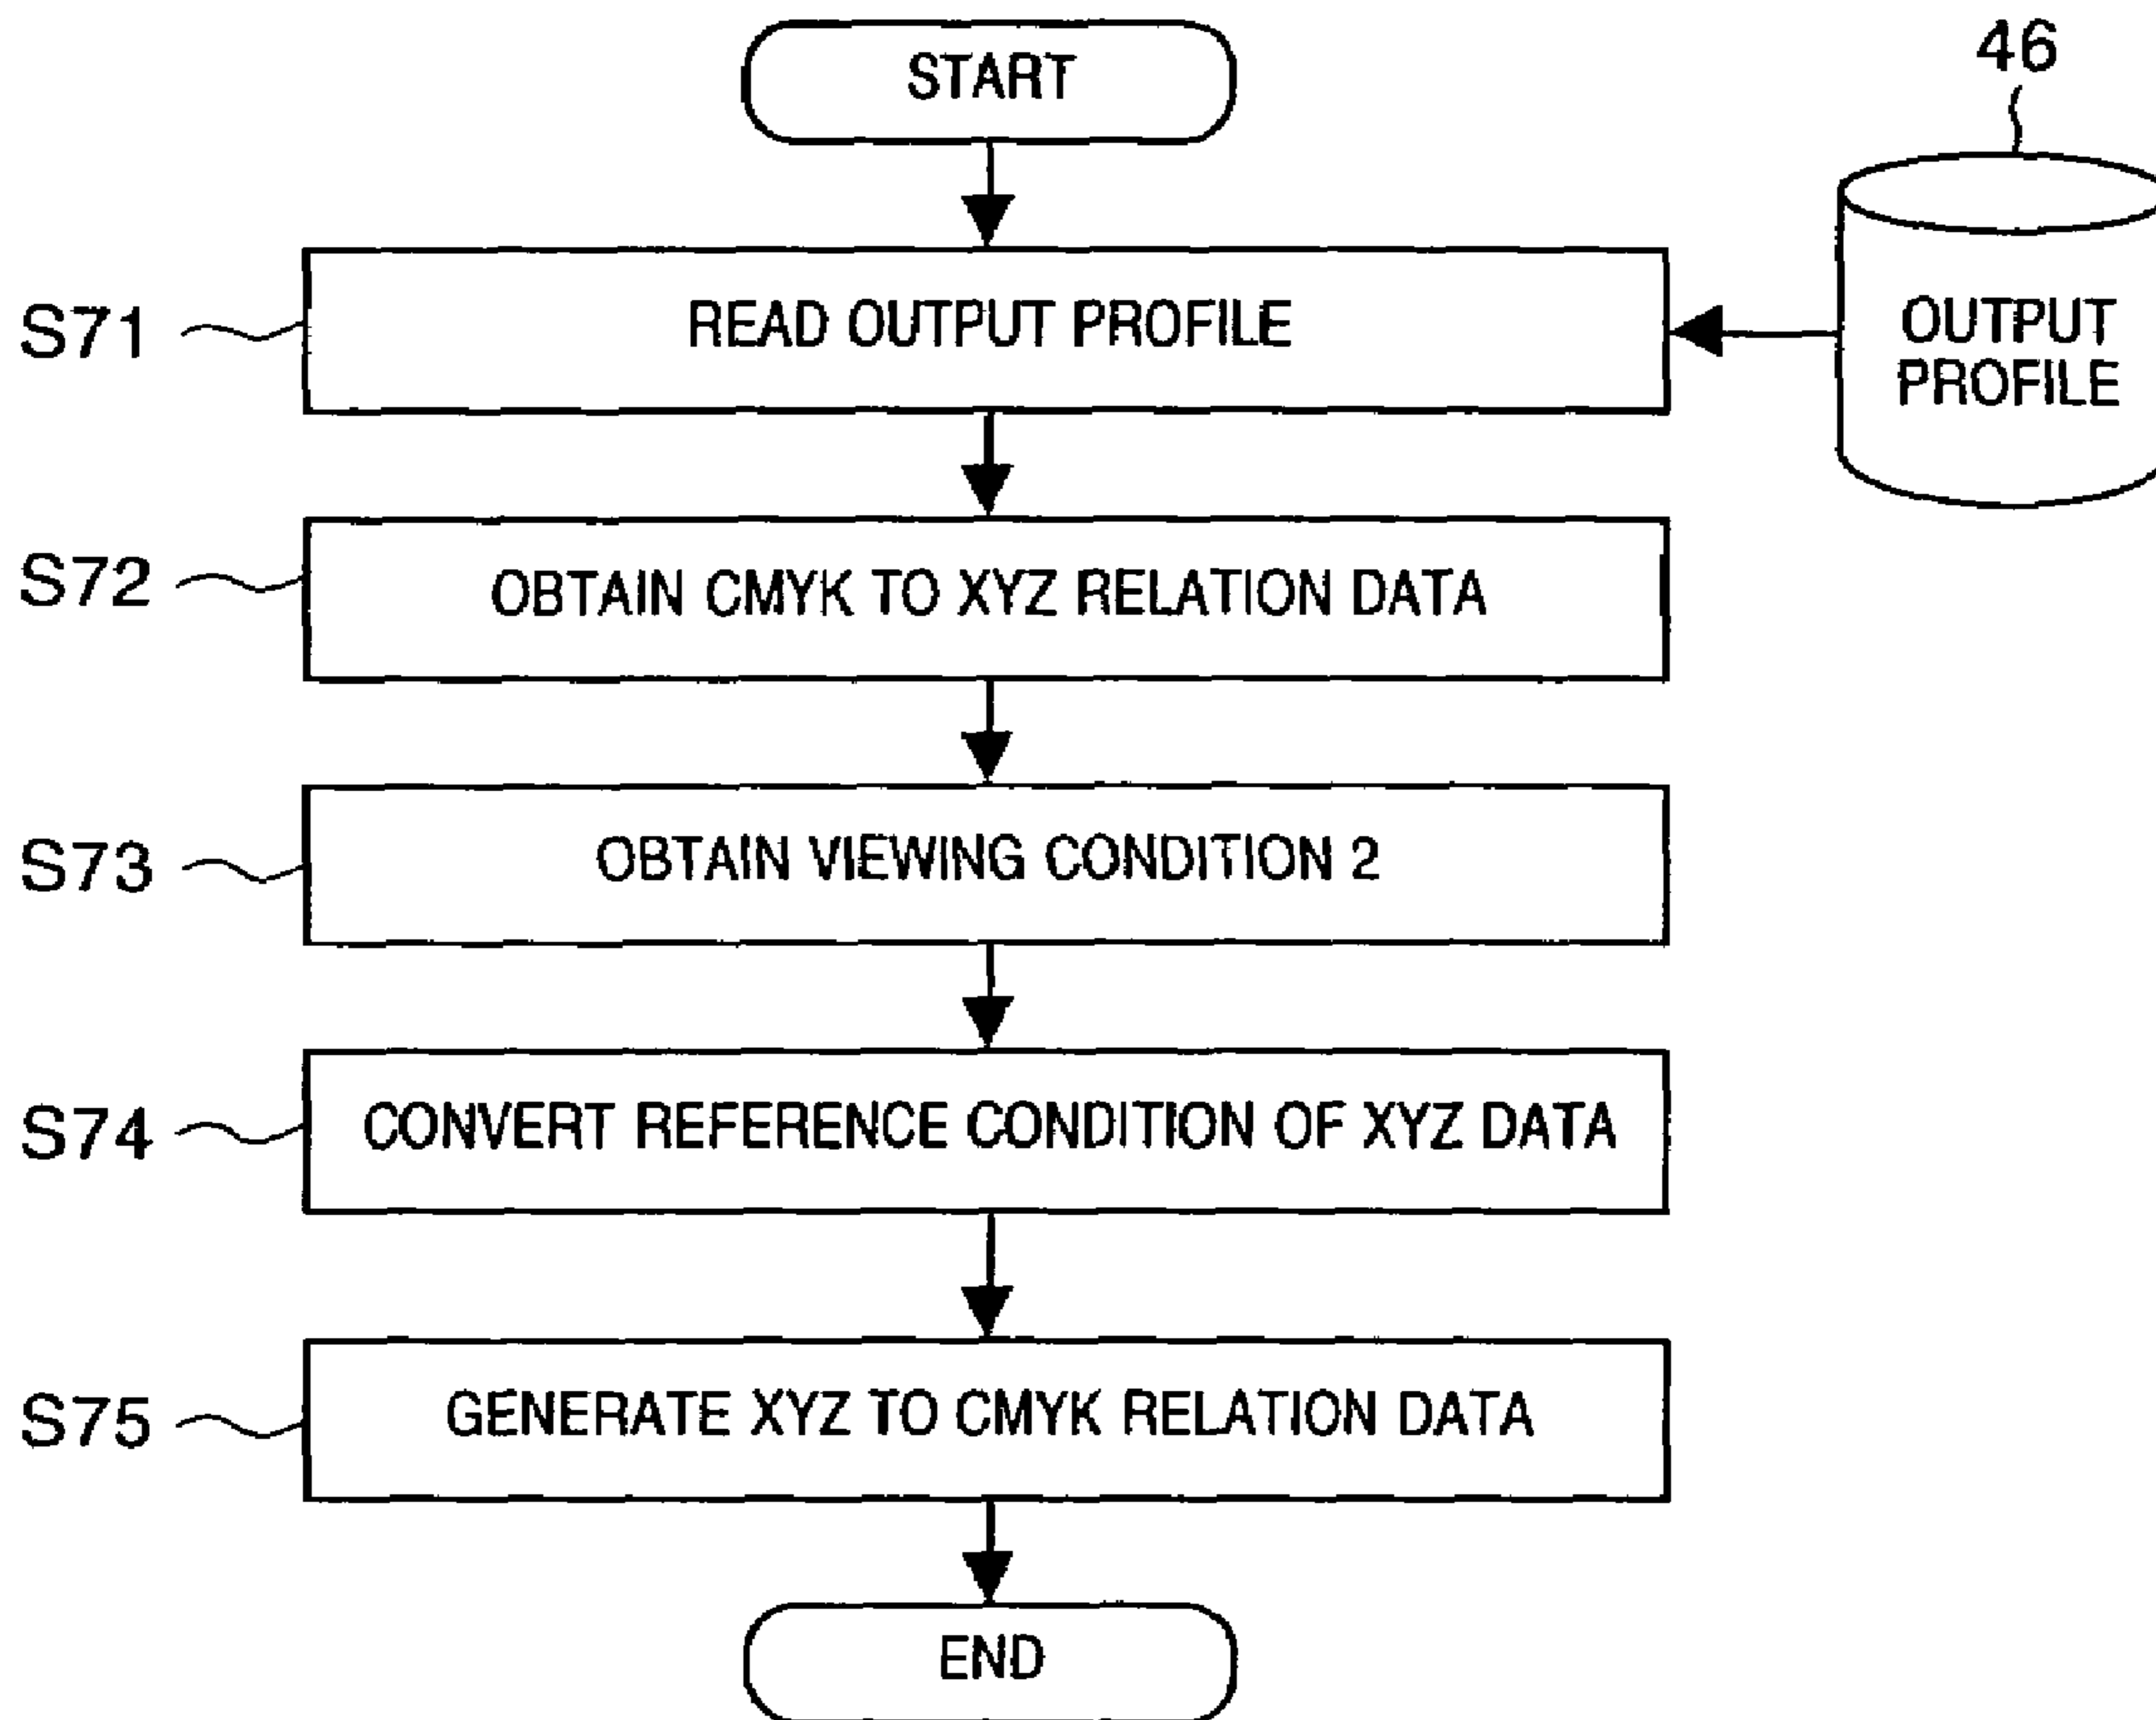 START
46
S71
READ OUTPUT PROFILE
OUTPUT
PROFILE
S72
OBTAIN CMYK TO XYZ RELATION DATA
S73
OBTAIN VIEWING CONDITION 2
S74
CONVERT REFERENCE CONDITION OF XYZ DATA
S75
GENERATE XYZ TO CMYK RELATION DATA
END